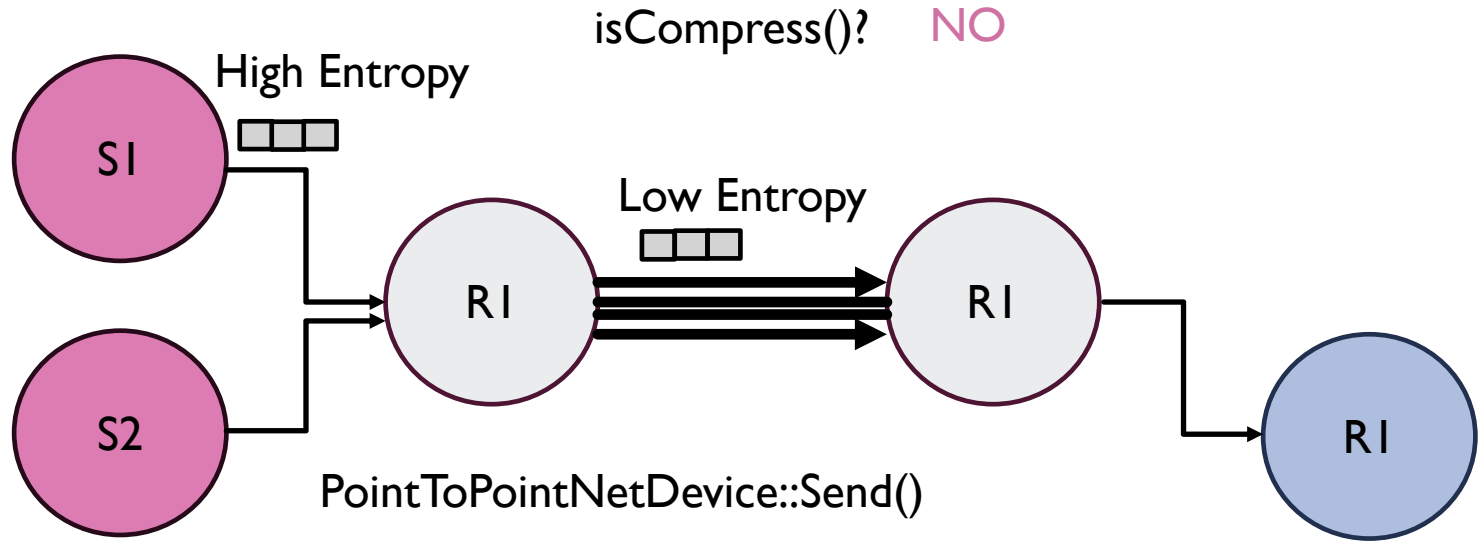 isCompress()? NO
High Entropy
S1
Low Entropy
R1
R1
S2
R1
PointToPointNetDevice::Send()